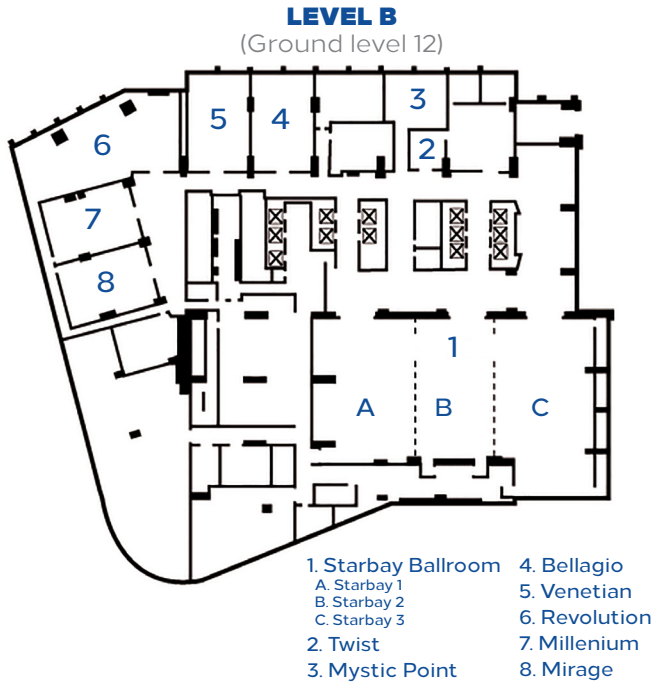 LEVEL B
(Ground level 12)
5
4
3
2
6
7
8
1
A
B
C
1. Starbay Ballroom
A. Starbay 1
B. Starbay 2
C. Starbay 3
2. Twist
3. Mystic Point
4. Bellagio
5. Venetian
6. Revolution
7. Millenium
8. Mirage